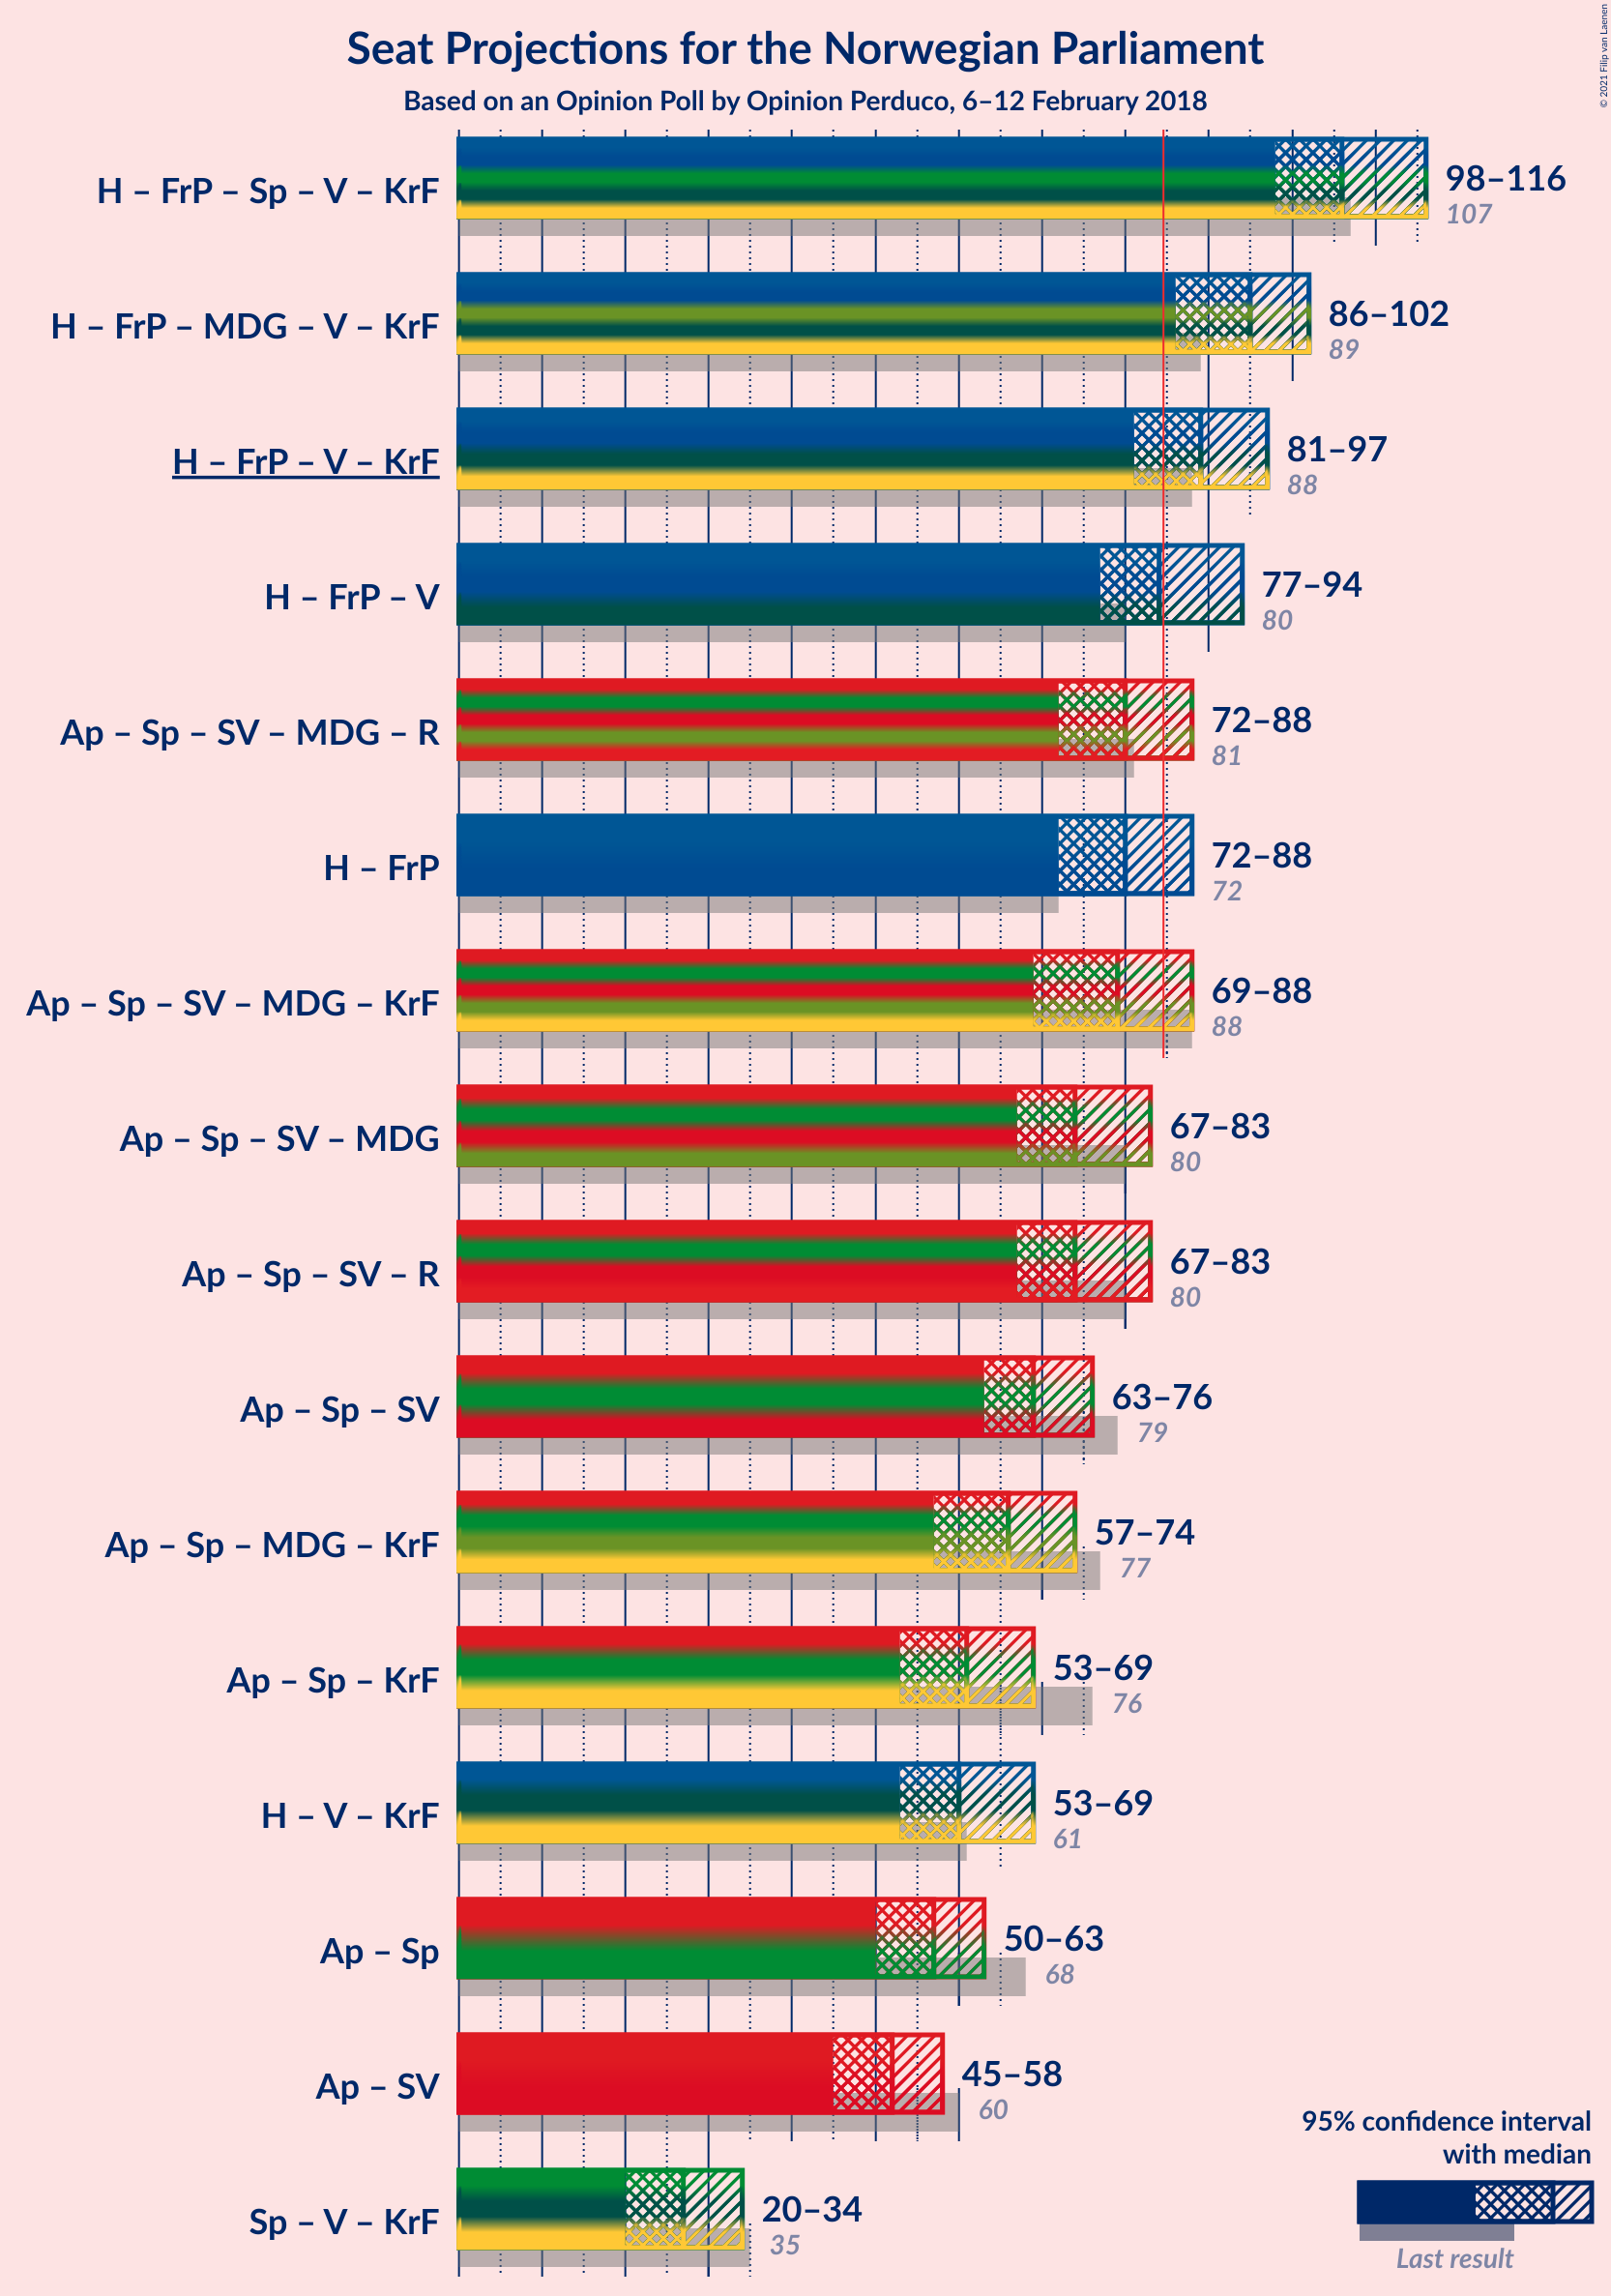 Seat Projections for the Norwegian Parliament
Based on an Opinion Poll by Opinion Perduco, 6–12 February 2018
© 2021 Filip van Laenen
H – FrP – Sp – V – KrF
98–116
107
H – FrP – MDG – V – KrF
86–102
89
H – FrP – V – KrF
81–97
88
H – FrP – V
77–94
80
Ap – Sp – SV – MDG – R
72–88
81
H – FrP
72–88
72
Ap – Sp – SV – MDG – KrF
69–88
88
Ap – Sp – SV – MDG
67–83
80
Ap – Sp – SV – R
67–83
80
Ap – Sp – SV
63–76
79
Ap – Sp – MDG – KrF
57–74
77
Ap – Sp – KrF
53–69
76
H – V – KrF
53–69
61
Ap – Sp
50–63
68
Ap – SV
45–58
60
Sp – V – KrF
20–34
35
95% confidence interval
with median
Last result